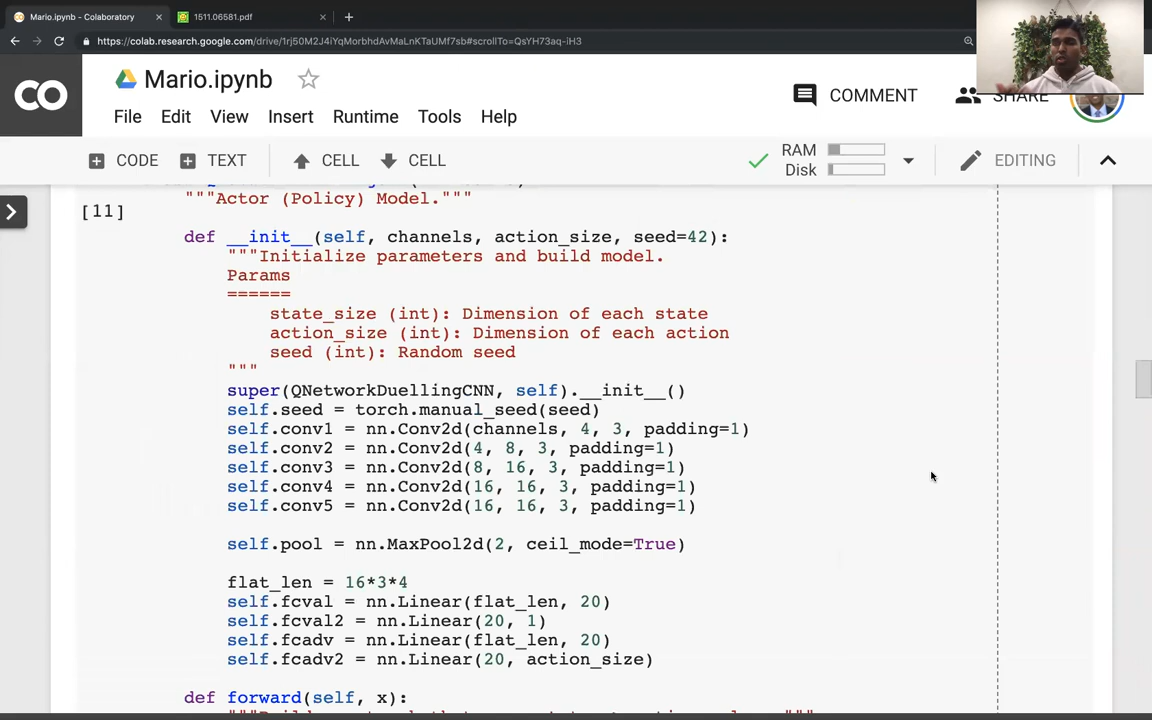 Mario.ipynb - Colaboratory
1511.06581.pdf
https://colab.research.google.com/drive/1rj50M2J4iYqMorbhdAvMaLnKTaUMf7sb#scrollTo=QsYH73aq-iH3
CO
Mario.ipynb
COMMENT
SHARE
File Edit View Insert Runtime Tools Help
CODE TEXT CELL CELL
RAM
Disk
EDITING
"""Actor (Policy) Model."""
[11]
def __init__(self, channels, action_size, seed=42):
"""Initialize parameters and build model.
Params
======
state_size (int): Dimension of each state
action_size (int): Dimension of each action
seed (int): Random seed
"""
super(QNetworkDuellingCNN, self).__init__()
self.seed = torch.manual_seed(seed)
self.conv1 = nn.Conv2d(channels, 4, 3, padding=1)
self.conv2 = nn.Conv2d(4, 8, 3, padding=1)
self.conv3 = nn.Conv2d(8, 16, 3, padding=1)
self.conv4 = nn.Conv2d(16, 16, 3, padding=1)
self.conv5 = nn.Conv2d(16, 16, 3, padding=1)
self.pool = nn.MaxPool2d(2, ceil_mode=True)
flat_len = 16*3*4
self.fcval = nn.Linear(flat_len, 20)
self.fcval2 = nn.Linear(20, 1)
self.fcadv = nn.Linear(flat_len, 20)
self.fcadv2 = nn.Linear(20, action_size)
def forward(self, x):